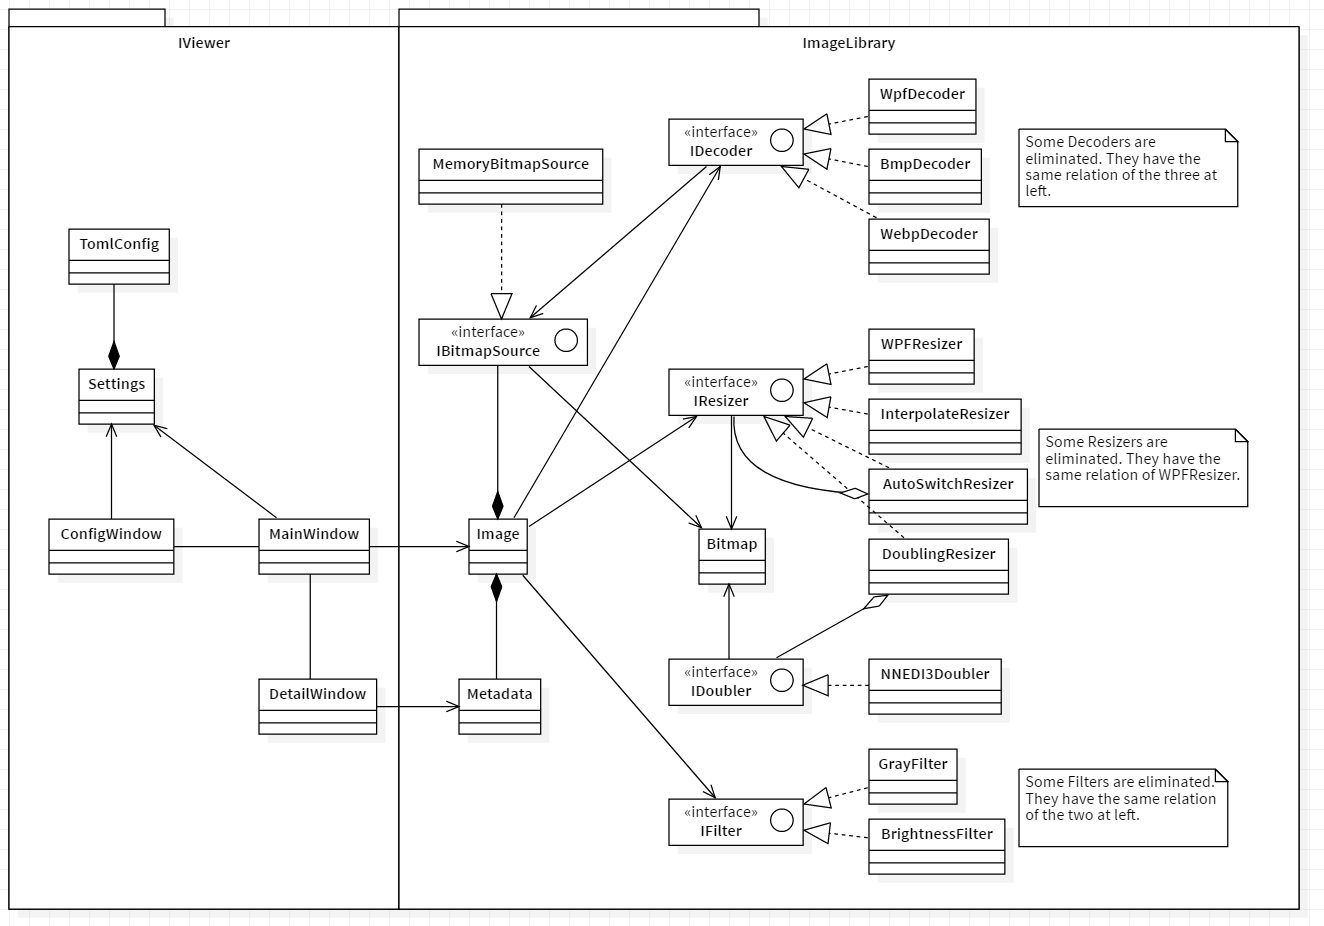 IViewer
TomlConfig
Settings
ConfigWindow
MainWindow
DetailWindow
ImageLibrary
MemoryBitmapSource
«interface»
IBitmapSource
Image
Metadata
«interface»
IDecoder
WpfDecoder
BmpDecoder
WebpDecoder
Some Decoders are
eliminated. They have the
same relation of the three at
left.
«interface»
IResizer
WPFResizer
InterpolateResizer
AutoSwitchResizer
DoublingResizer
Some Resizers are
eliminated. They have the
same relation of WPFResizer.
Bitmap
«interface»
IDoubler
NNEDI3Doubler
«interface»
IFilter
GrayFilter
BrightnessFilter
Some Filters are eliminated.
They have the same relation
of the two at left.